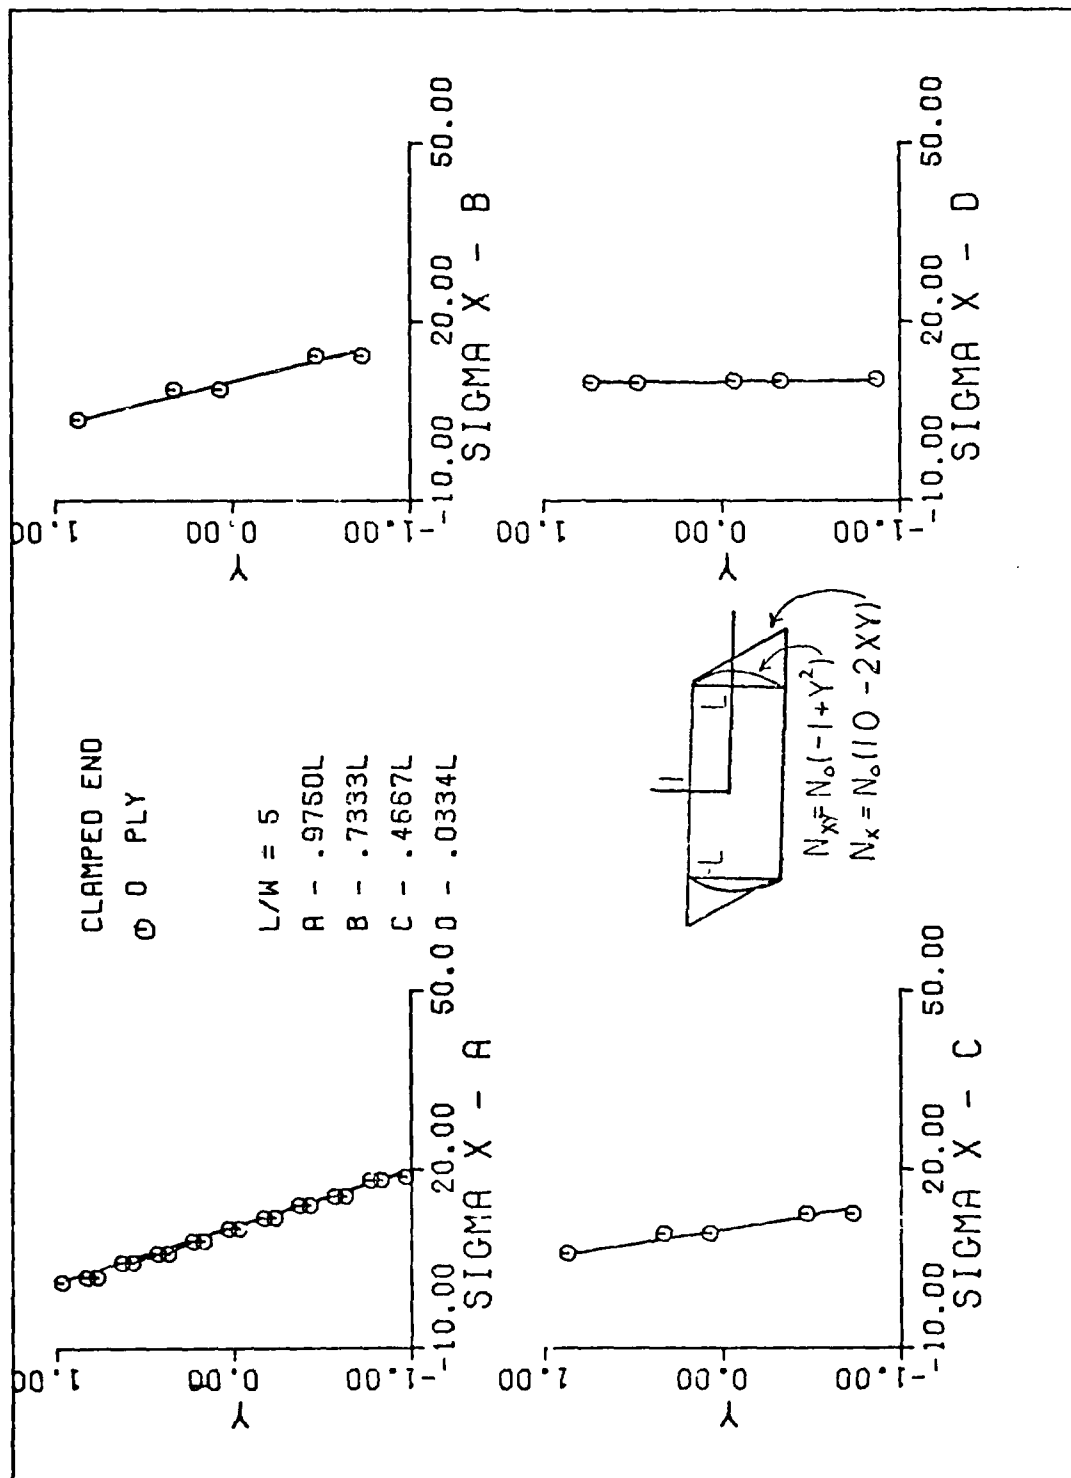 CLAMPED END
⊙ 0 PLY
L/W = 5
A - .9750L
B - .7333L
C - .4667L
D - .0334L
1.00
0.00
-1.00
Y
-10.00 20.00 50.00
SIGMA X - A
1.00
0.00
-1.00
Y
-10.00 20.00 50.00
SIGMA X - B
1.00
0.00
-1.00
Y
-10.00 20.00 50.00
SIGMA X - C
1
-L
L
N_xy = N_o(-1+Y²)
N_x = N_o(10-2XY)
1.00
0.00
-1.00
Y
-10.00 20.00 50.00
SIGMA X - D